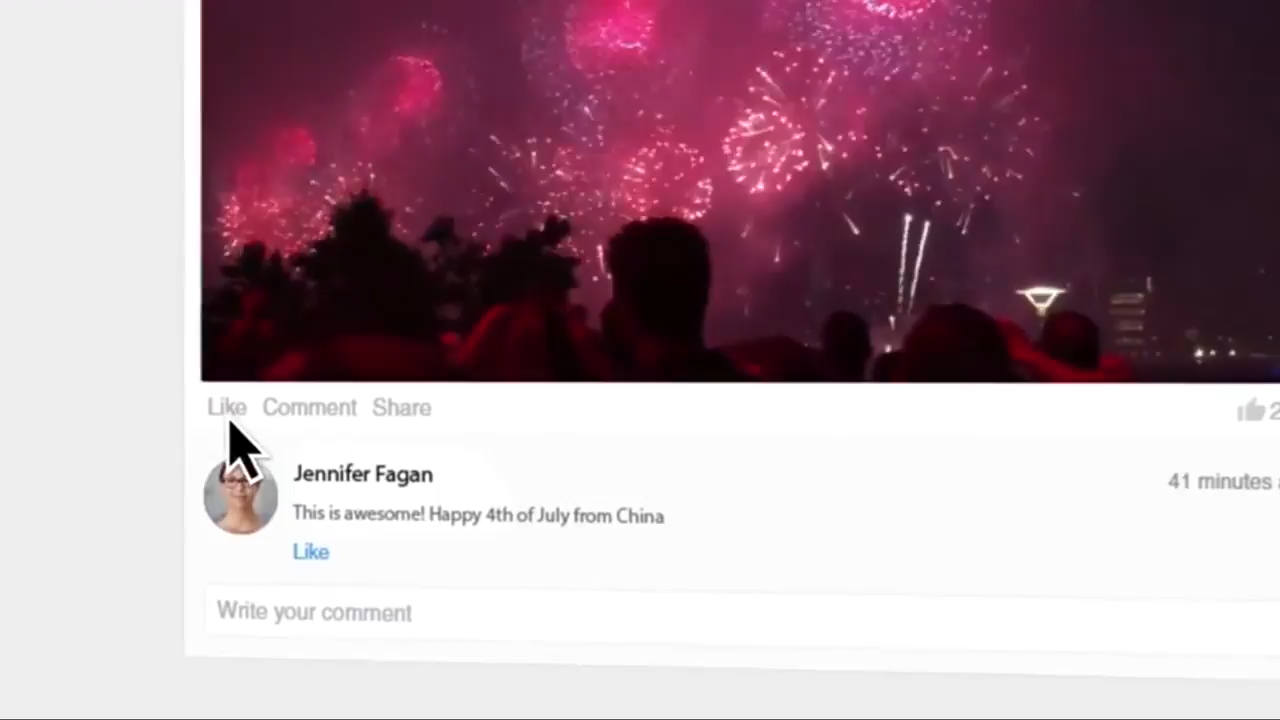 Like Comment Share
2
Jennifer Fagan
41 minutes
This is awesome! Happy 4th of July from China
Like
Write your comment